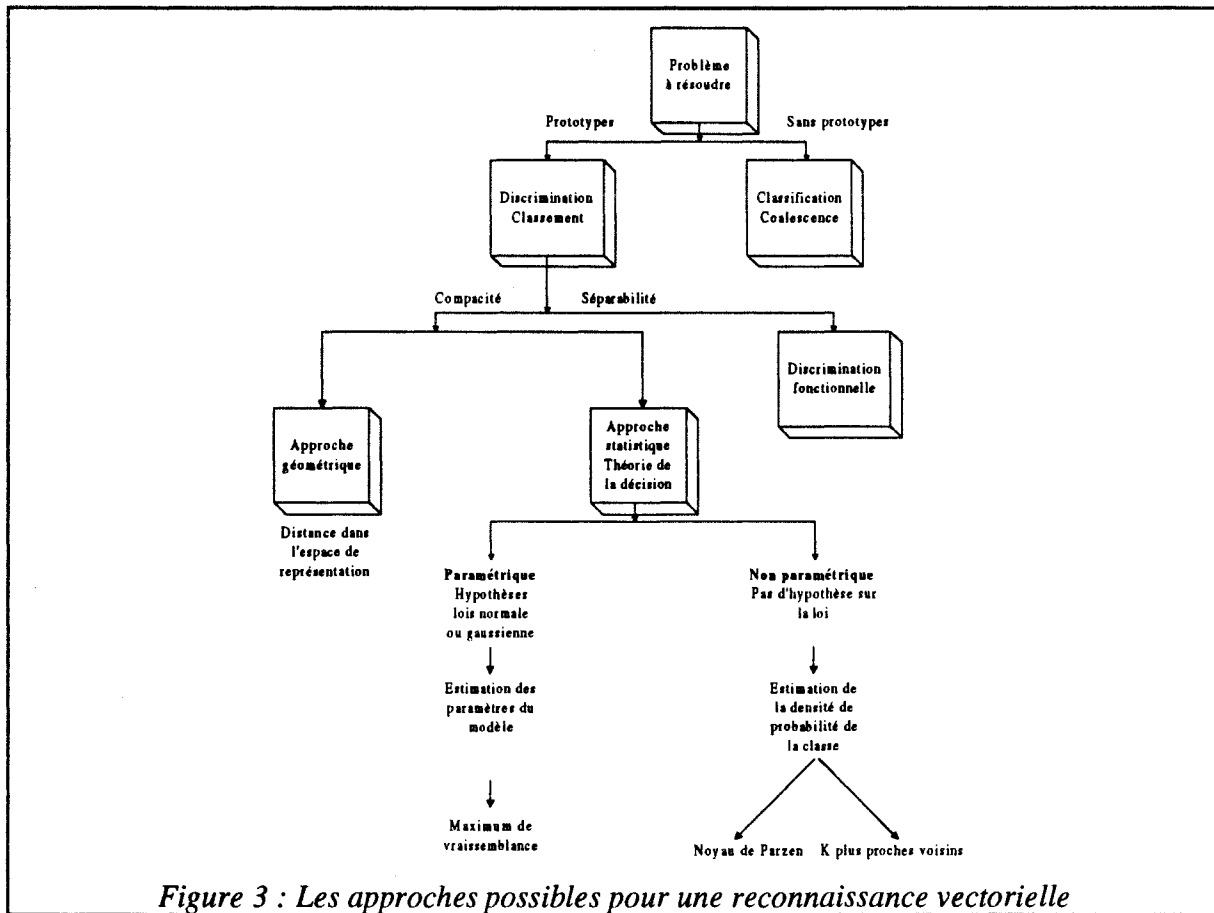 Problème
à résoudre
Prototypes
Sans prototypes
Discrimination
Classement
Classification
Coalescence
Compacité
Séparabilité
Discrimination
fonctionnelle
Approche
géométrique
Approche
statistique
Théorie de
la décision
Distance dans
l'espace de
représentation
Paramétrique
Hypothèses
lois normale
ou gaussienne
Non paramétrique
Pas d'hypothèse sur
la loi
Estimation des
paramètres du
modèle
Estimation de
la densité de
probabilité de
la classe
Maximum de
vraissemblance
Noyau de Parzen
K plus proches voisins
Figure 3 : Les approches possibles pour une reconnaissance vectorielle